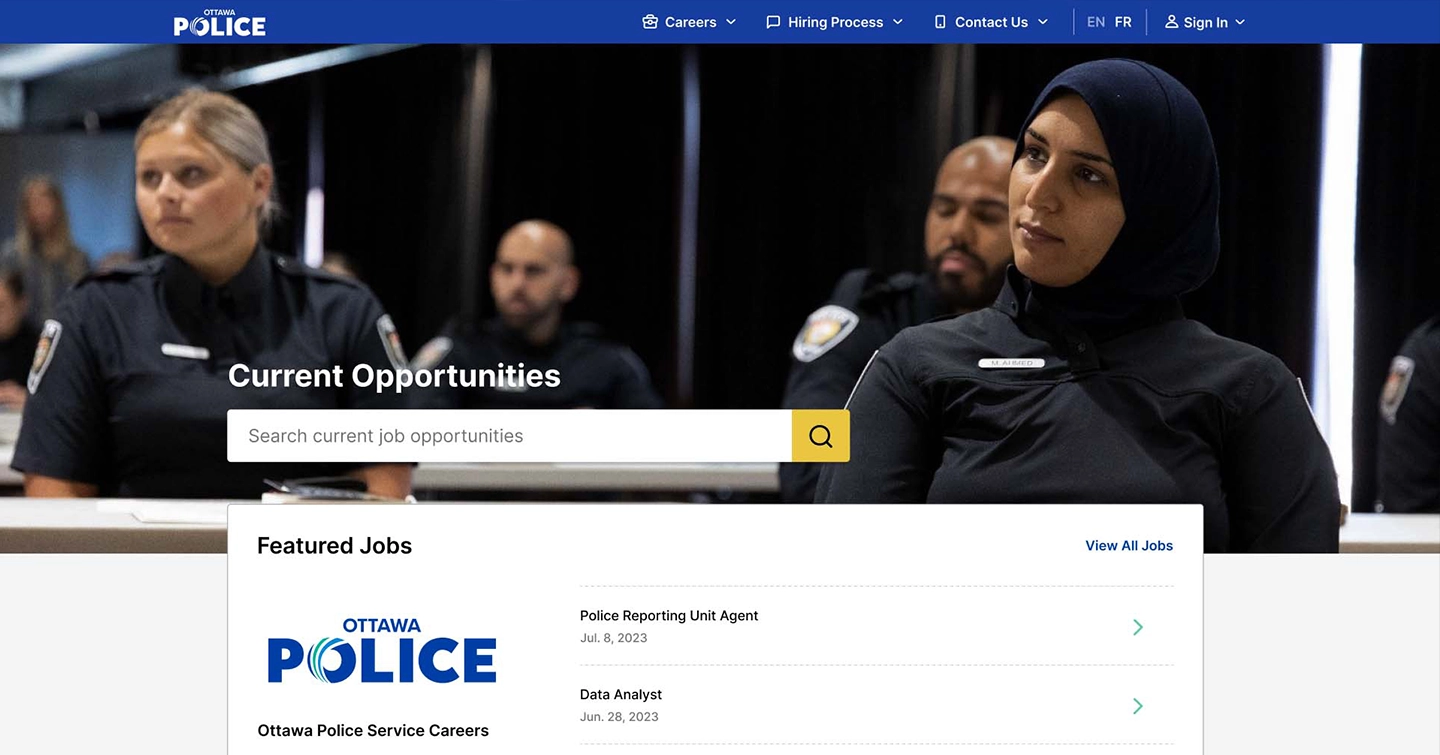 OTTAWA
POLICE
Careers
Hiring Process
Contact Us
EN FR
Sign In
M. AHMED
Current Opportunities
Search current job opportunities
Featured Jobs
View All Jobs
OTTAWA
POLICE
Ottawa Police Service Careers
Police Reporting Unit Agent
Jul. 8, 2023
Data Analyst
Jun. 28, 2023